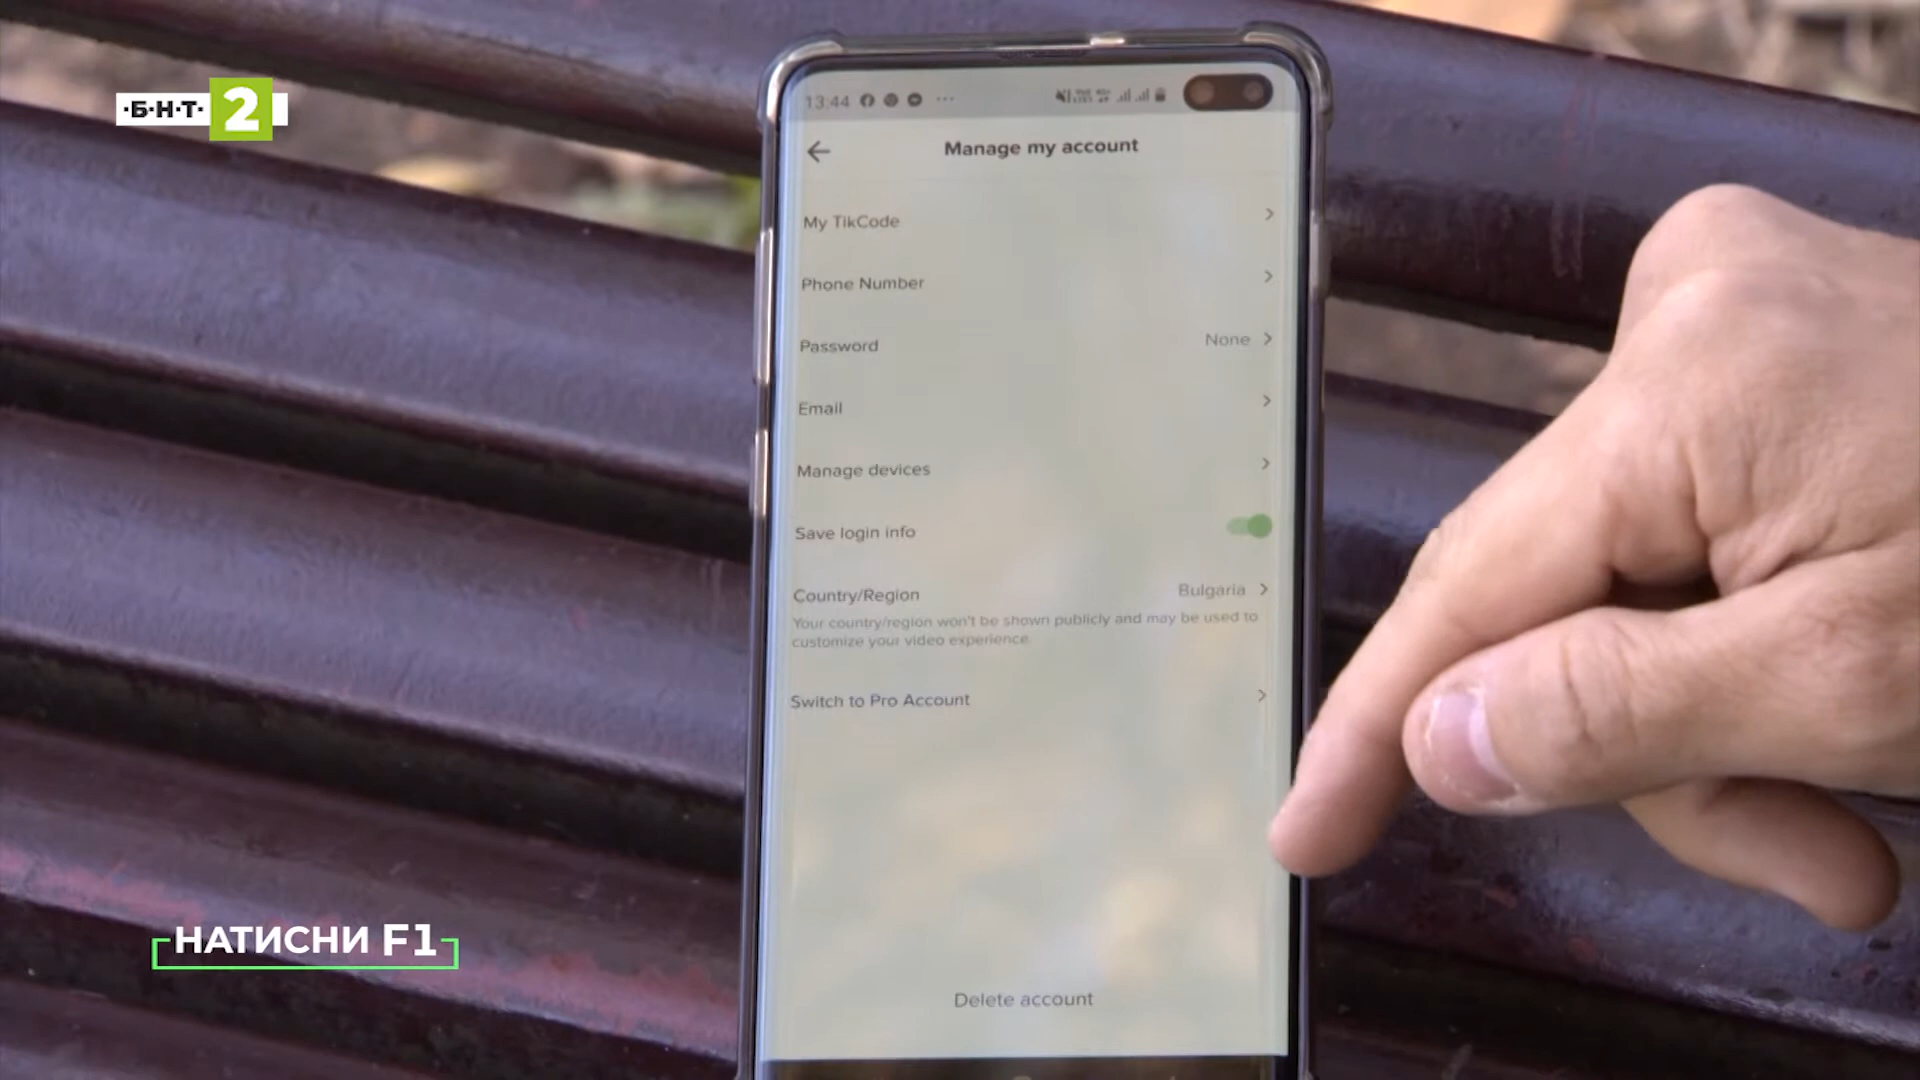 ·Б·Н·Т· 2
13:44
Manage my account
My TikCode
Phone Number
Password None
Email
Manage devices
Save login info
Country/Region Bulgaria
Your country/region won't be shown publicly and may be used to
customize your video experience.
Switch to Pro Account
Delete account
НАТИСНИ F1